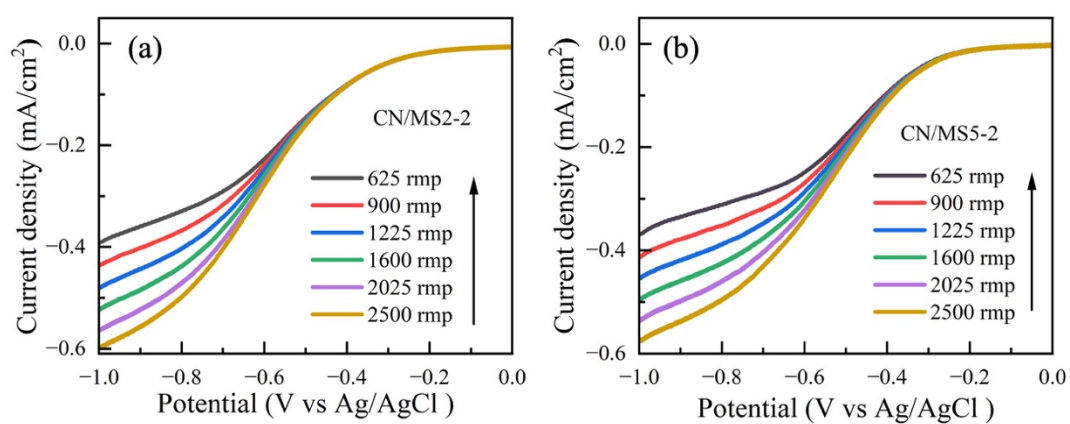 (a)
CN/MS2-2
625 rmp
900 rmp
1225 rmp
1600 rmp
2025 rmp
2500 rmp
0.0
−0.2
−0.4
−0.6
Current density (mA/cm²)
−1.0 −0.8 −0.6 −0.4 −0.2 0.0
Potential (V vs Ag/AgCl )
(b)
CN/MS5-2
625 rmp
900 rmp
1225 rmp
1600 rmp
2025 rmp
2500 rmp
0.0
−0.2
−0.4
−0.6
Current density (mA/cm²)
−1.0 −0.8 −0.6 −0.4 −0.2 0.0
Potential (V vs Ag/AgCl )